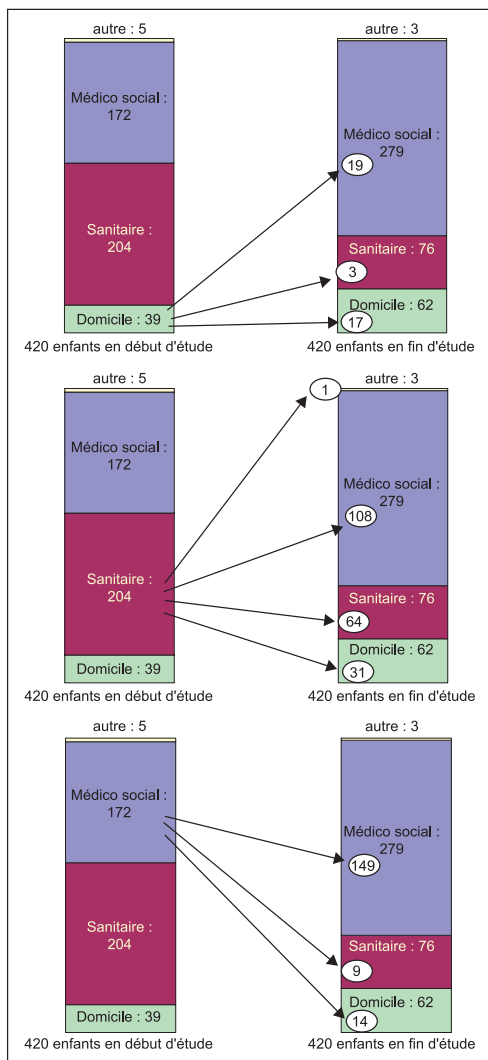 autre : 5
autre : 3
Médico social :
172
Médico social :
279
19
Sanitaire :
204
Sanitaire : 76
3
Domicile : 39
Domicile : 62
17
420 enfants en début d'étude
420 enfants en fin d'étude
autre : 5
autre : 3
1
Médico social :
172
Médico social :
279
108
Sanitaire :
204
Sanitaire : 76
64
Domicile : 39
Domicile : 62
31
420 enfants en début d'étude
420 enfants en fin d'étude
autre : 5
autre : 3
Médico social :
172
Médico social :
279
149
Sanitaire :
204
Sanitaire : 76
9
Domicile : 39
Domicile : 62
14
420 enfants en début d'étude
420 enfants en fin d'étude